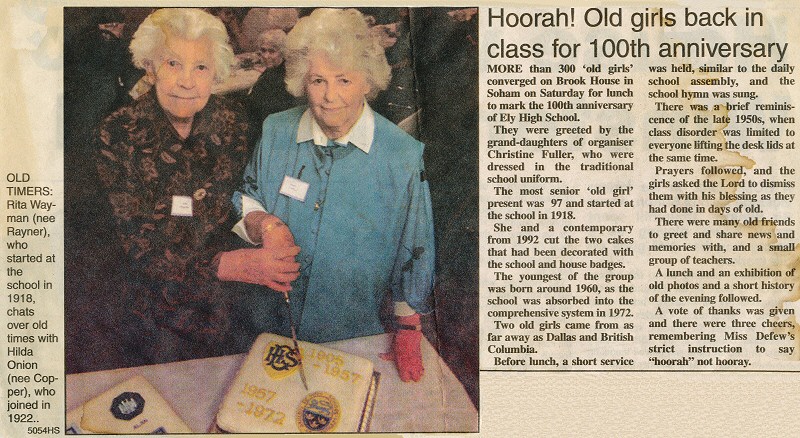 Hoorah! Old girls back in
class for 100th anniversary
MORE than 300 'old girls'
converged on Brook House in
Soham on Saturday for lunch
to mark the 100th anniversary
of Ely High School.
They were greeted by the
grand-daughters of organiser
Christine Fuller, who were
dressed in the traditional
school uniform.
The most senior 'old girl'
present was 97 and started at
the school in 1918.
She and a contemporary
from 1992 cut the two cakes
that had been decorated with
the school and house badges.
The youngest of the group
was born around 1960, as the
school was absorbed into the
comprehensive system in 1972.
Two old girls came from as
far away as Dallas and British
Columbia.
Before lunch, a short service
was held, similar to the daily
school assembly, and the
school hymn was sung.
There was a brief reminis-
cence of the late 1950s, when
class disorder was limited to
everyone lifting the desk lids at
the same time.
Prayers followed, and the
girls asked the Lord to dismiss
them with his blessing as they
had done in days of old.
There were many old friends
to greet and share news and
memories with, and a small
group of teachers.
A lunch and an exhibition of
old photos and a short history
of the evening followed.
A vote of thanks was given
and there were three cheers,
remembering Miss Defew's
strict instruction to say
"hoorah" not hooray.
OLD
TIMERS:
Rita Way-
man (nee
Rayner),
who
started at
the
school in
1918,
chats
over old
times with
Hilda
Onion
(nee Cop-
per), who
joined in
1922..
5054HS
1905
-1957
1957
-1972